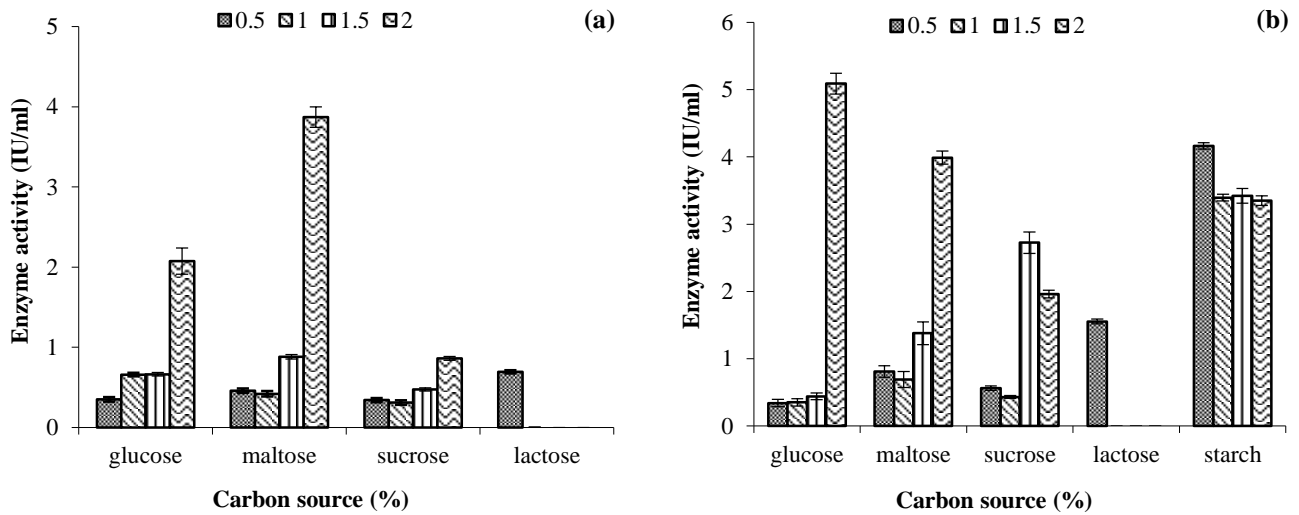 (a)
0.5 1 1.5 2
Enzyme activity (IU/ml)
5
4
3
2
1
0
glucose maltose sucrose lactose
Carbon source (%)
(b)
0.5 1 1.5 2
Enzyme activity (IU/ml)
6
5
4
3
2
1
0
glucose maltose sucrose lactose starch
Carbon source (%)